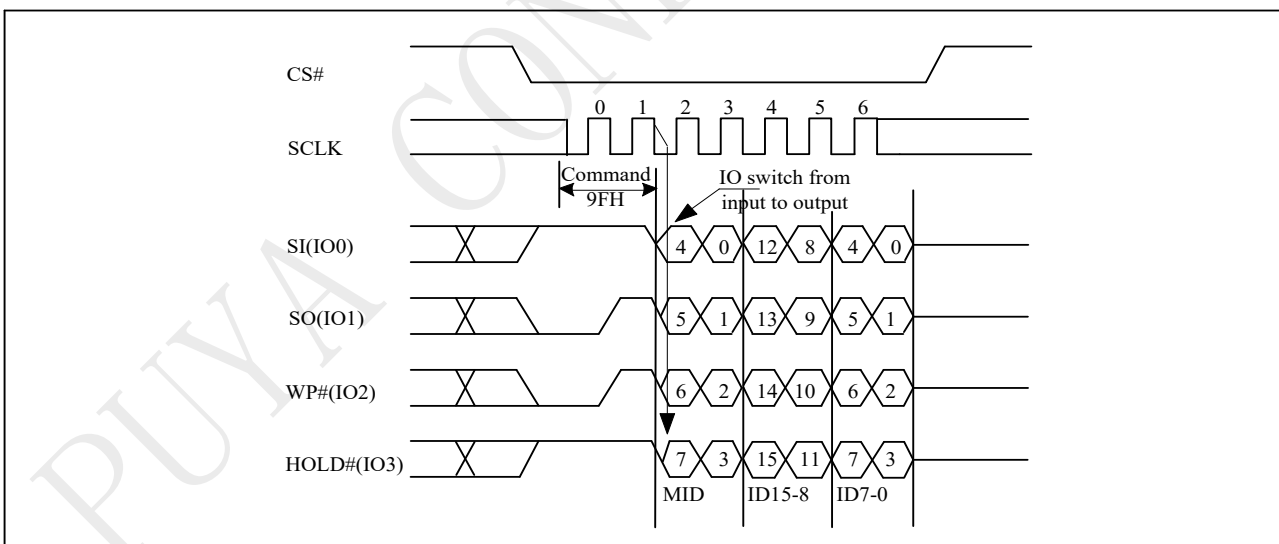 PUYA CON
CS#
0 1 2 3 4 5 6
SCLK
Command
9FH
IO switch from
input to output
SI(IO0) 4 0 12 8 4 0
SO(IO1) 5 1 13 9 5 1
WP#(IO2) 6 2 14 10 6 2
HOLD#(IO3) 7 3 15 11 7 3
MID ID15-8 ID7-0